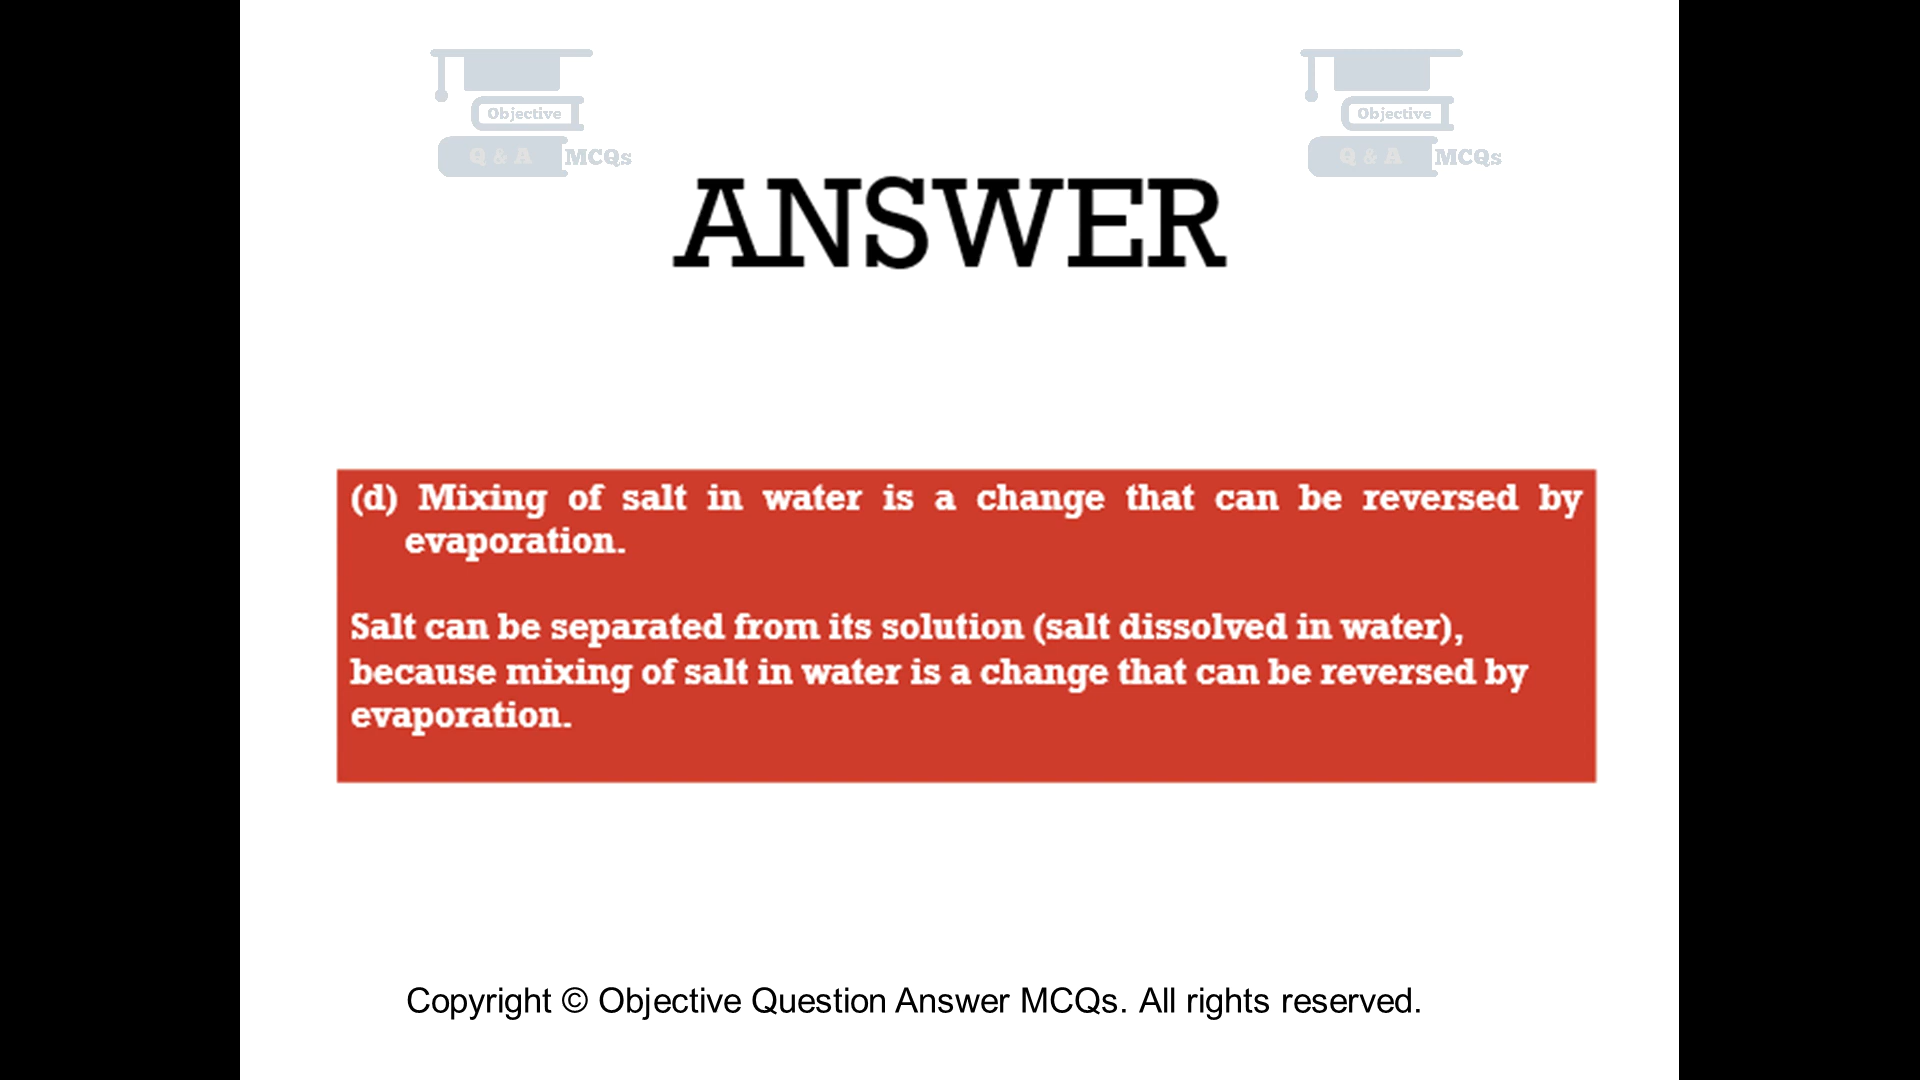 Objective
Q & A MCQs
Objective
Q & A MCQs
ANSWER
(d) Mixing of salt in water is a change that can be reversed by
evaporation.
Salt can be separated from its solution (salt dissolved in water),
because mixing of salt in water is a change that can be reversed by
evaporation.
Copyright © Objective Question Answer MCQs. All rights reserved.